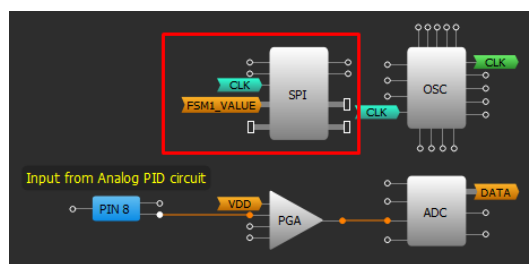 CLK
CLK
SPI
OSC
FSM1_VALUE
CLK
Input from Analog PID circuit
VDD
DATA
PIN 8
PGA
ADC